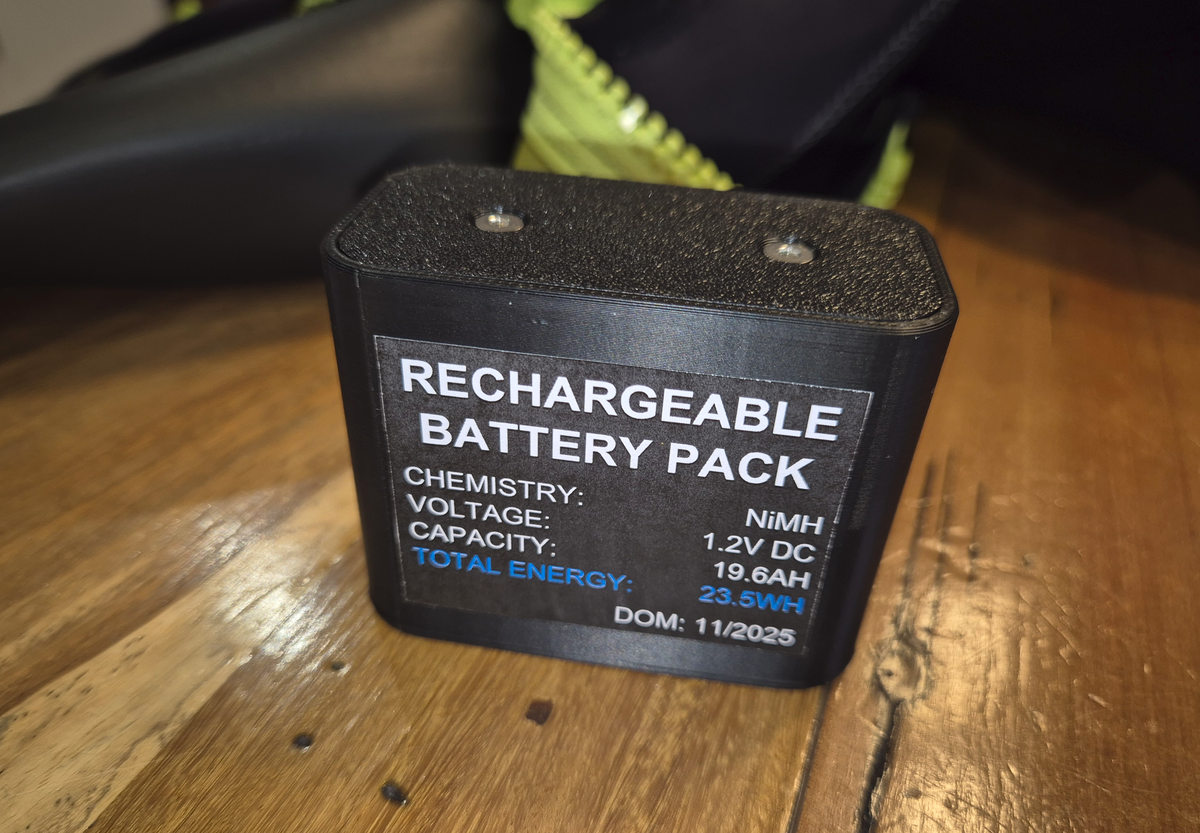 RECHARGEABLE
BATTERY PACK
CHEMISTRY: NiMH
VOLTAGE: 1.2V DC
CAPACITY: 19.6AH
TOTAL ENERGY: 23.5WH
DOM: 11/2025